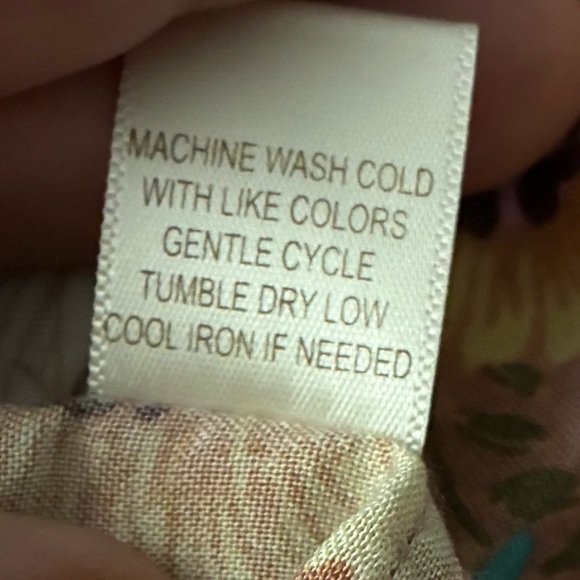 MACHINE WASH COLD
WITH LIKE COLORS
GENTLE CYCLE
TUMBLE DRY LOW
COOL IRON IF NEEDED